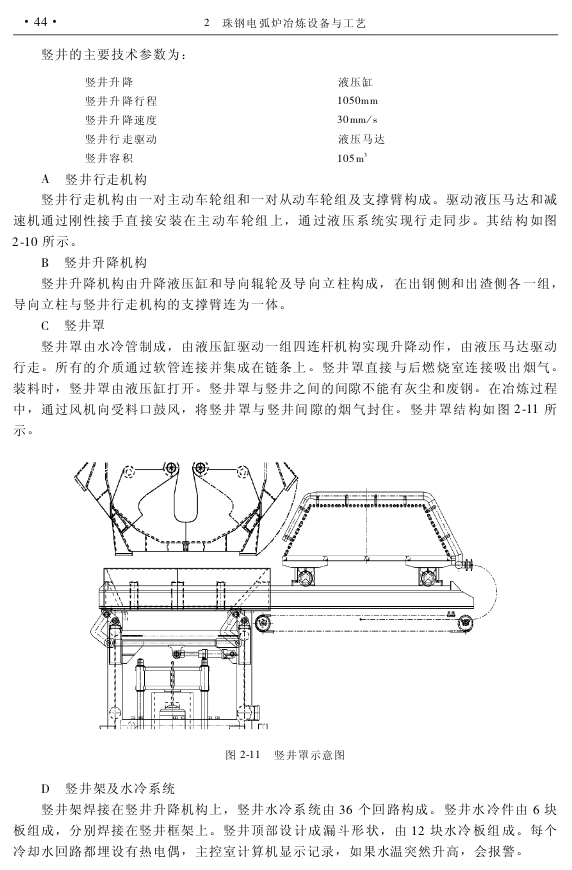 ·44·	2 珠钢电弧炉冶炼设备与工艺
竖井的主要技术参数为：
竖井升降	液压缸
竖井升降行程	1050mm
竖井升降速度	30mm/s
竖井行走驱动	液压马达
竖井容积	105m³
A 竖井行走机构
竖井行走机构由一对主动车轮组和一对从动车轮组及支撑臂构成。驱动液压马达和减
速机通过刚性接手直接安装在主动车轮组上，通过液压系统实现行走同步。其结构如图
2-10 所示。
B 竖井升降机构
竖井升降机构由升降液压缸和导向辊轮及导向立柱构成，在出钢侧和出渣侧各一组，
导向立柱与竖井行走机构的支撑臂连为一体。
C 竖井罩
竖井罩由水冷管制成，由液压缸驱动一组四连杆机构实现升降动作，由液压马达驱动
行走。所有的介质通过软管连接并集成在链条上。竖井罩直接与后燃烧室连接吸出烟气。
装料时，竖井罩由液压缸打开。竖井罩与竖井之间的间隙不能有灰尘和废钢。在冶炼过程
中，通过风机向受料口鼓风，将竖井罩与竖井间隙的烟气封住。竖井罩结构如图 2-11 所
示。
图 2-11 竖井罩示意图
D 竖井架及水冷系统
竖井架焊接在竖井升降机构上，竖井水冷系统由 36 个回路构成。竖井水冷件由 6 块
板组成，分别焊接在竖井框架上。竖井顶部设计成漏斗形状，由 12 块水冷板组成。每个
冷却水回路都埋设有热电偶，主控室计算机显示记录，如果水温突然升高，会报警。